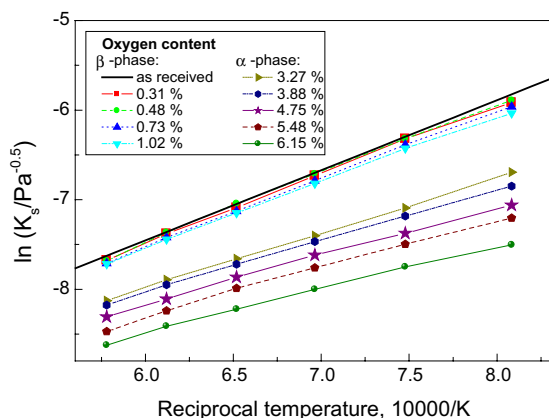 -5
-6
-7
-8
ln (Ks/Pa-0.5)
Oxygen content
β -phase: α -phase:
as received 3.27 %
0.31 % 3.88 %
0.48 % 4.75 %
0.73 % 5.48 %
1.02 % 6.15 %
6.0 6.5 7.0 7.5 8.0
Reciprocal temperature, 10000/K